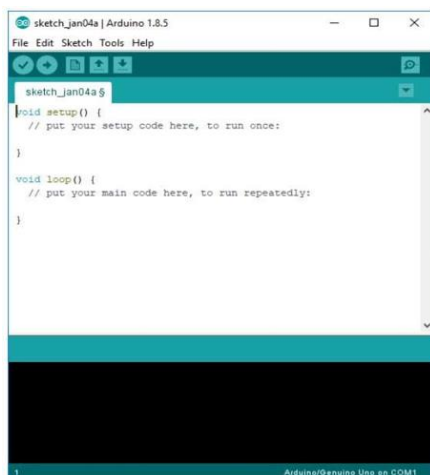 sketch_jan04a | Arduino 1.8.5
File Edit Sketch Tools Help
sketch_jan04a §
void setup() {
  // put your setup code here, to run once:
}
void loop() {
  // put your main code here, to run repeatedly:
}
1 Arduino/Genuino Uno on COM1